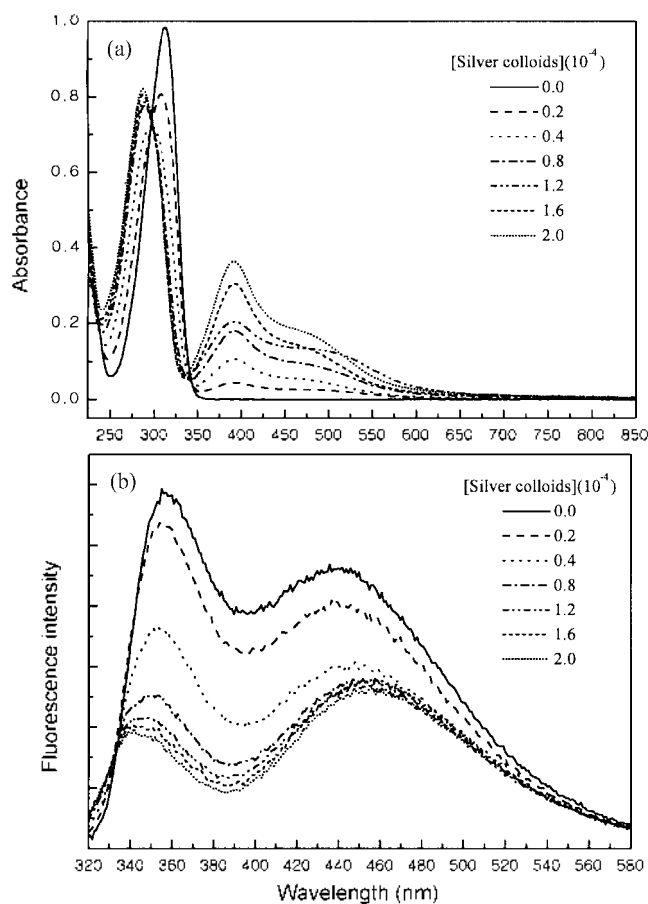 (a)
[Silver colloids](10⁻⁴)
0.0
0.2
0.4
0.8
1.2
1.6
2.0
Absorbance
1.0
0.8
0.6
0.4
0.2
0.0
250 300 350 400 450 500 550 600 650 700 750 800 850
(b)
[Silver colloids](10⁻⁴)
0.0
0.2
0.4
0.8
1.2
1.6
2.0
Fluorescence intensity
320 340 360 380 400 420 440 460 480 500 520 540 560 580
Wavelength (nm)